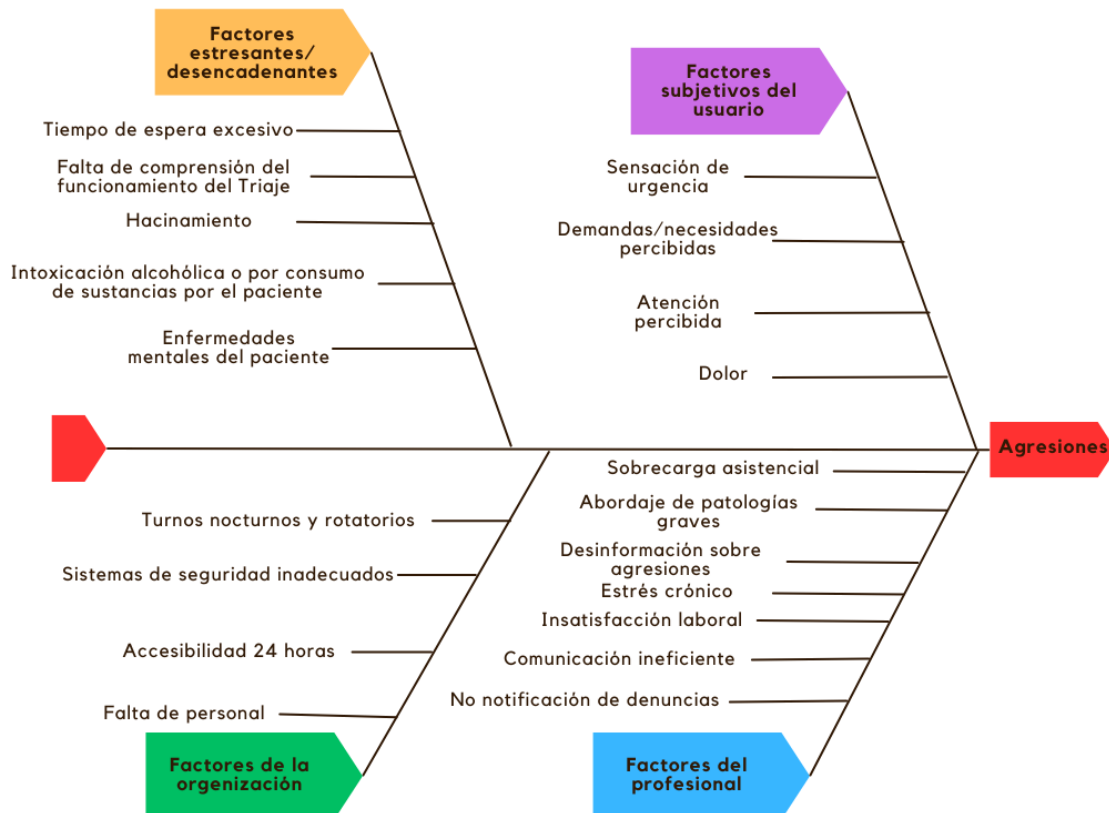 Factores
estresantes/
desencadenantes
Tiempo de espera excesivo
Falta de comprensión del
funcionamiento del Triaje
Hacinamiento
Intoxicación alcohólica o por consumo
de sustancias por el paciente
Enfermedades
mentales del paciente
Factores
subjetivos del
usuario
Sensación de
urgencia
Demandas/necesidades
percibidas
Atención
percibida
Dolor
Agresiones
Turnos nocturnos y rotatorios
Sistemas de seguridad inadecuados
Accesibilidad 24 horas
Falta de personal
Factores de la
orgenización
Sobrecarga asistencial
Abordaje de patologías
graves
Desinformación sobre
agresiones
Estrés crónico
Insatisfacción laboral
Comunicación ineficiente
No notificación de denuncias
Factores del
profesional